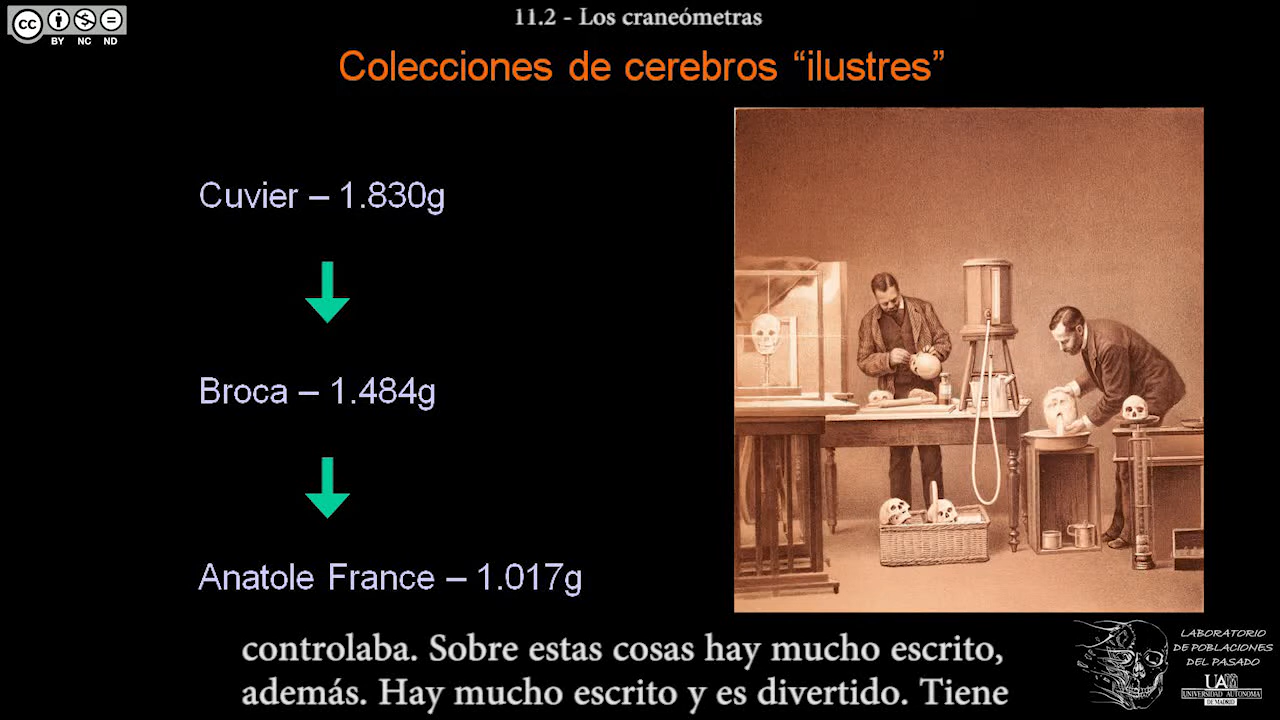 11.2 - Los craneómetras
cc
BY NC ND
Colecciones de cerebros “ilustres”
Cuvier – 1.830g
Broca – 1.484g
Anatole France – 1.017g
controlaba. Sobre estas cosas hay mucho escrito,
además. Hay mucho escrito y es divertido. Tiene
LABORATORIO
DE POBLACIONES
DEL PASADO
UAM
UNIVERSIDAD AUTONOMA
DE MADRID